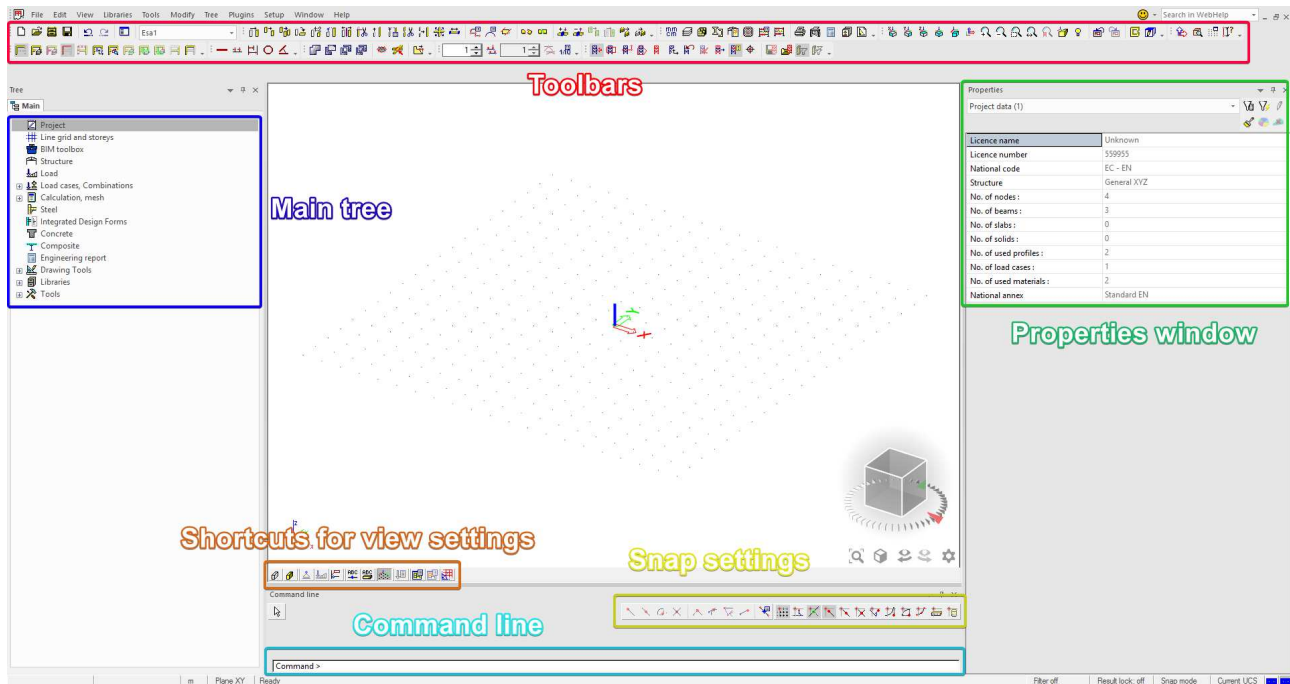 File Edit View Libraries Tools Modify Tree Plugins Setup Window Help
Search in WebHelp
Esa1
1
1
Toolbars
Tree
Main
Project
Line grid and storeys
BIM toolbox
Structure
Load
Load cases, Combinations
Calculation, mesh
Steel
Integrated Design Forms
Concrete
Composite
Engineering report
Drawing Tools
Libraries
Tools
Main tree
Y
X
Properties
Project data (1)
Licence name Unknown
Licence number 559955
National code EC - EN
Structure General XYZ
No. of nodes : 4
No. of beams : 3
No. of slabs : 0
No. of solids : 0
No. of used profiles : 2
No. of load cases : 1
No. of used materials : 2
National annex Standard EN
Properties window
z
Shortcuts for view settings
Snap settings
ABC
ABC
Command line
Command line
Command >
m Plane XY Ready Filter off Result lock: off Snap mode Current UCS